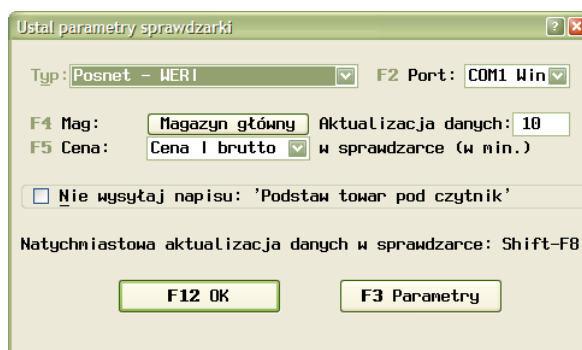 Ustal parametry sprawdzarki
Typ: Posnet - WERI F2 Port: COM1 Win
F4 Mag: Magazyn główny Aktualizacja danych: 10
F5 Cena: Cena I brutto w sprawdzarce (w min.)
Nie wysyłaj napisu: 'Podstaw towar pod czytnik'
Natychmiastowa aktualizacja danych w sprawdzarce: Shift-F8
F12 OK F3 Parametry